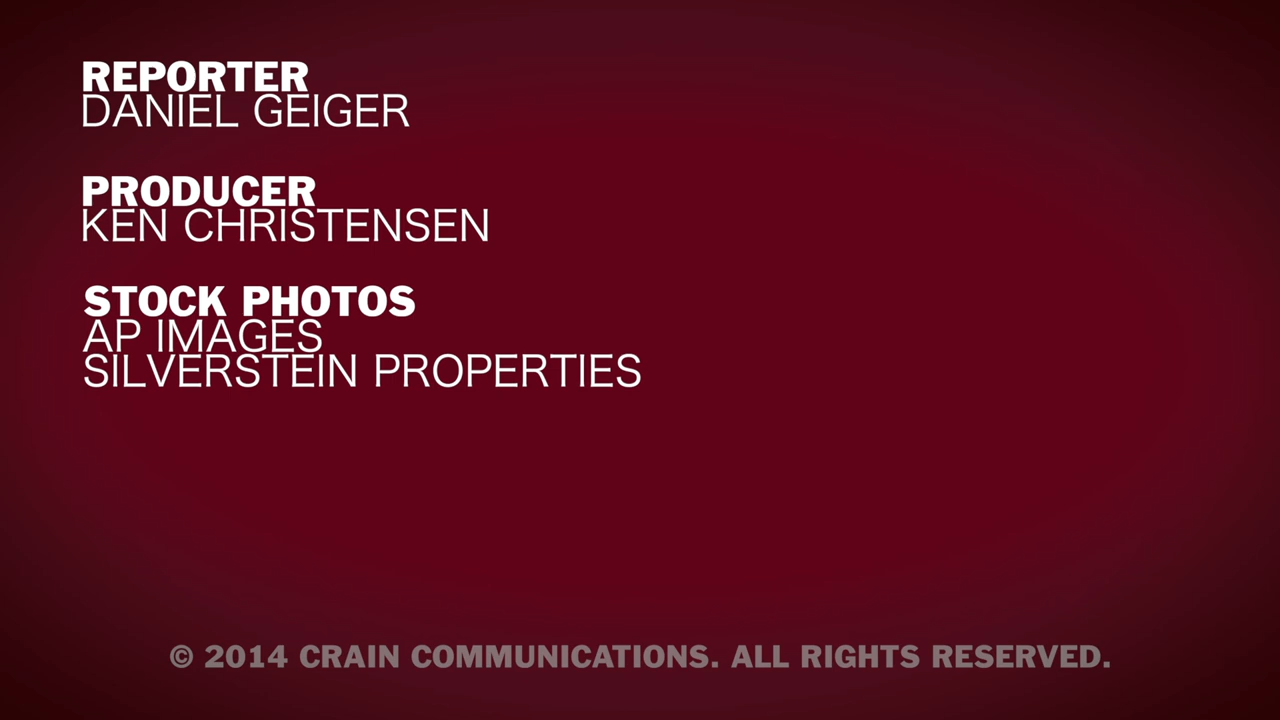 REPORTER
DANIEL GEIGER
PRODUCER
KEN CHRISTENSEN
STOCK PHOTOS
AP IMAGES
SILVERSTEIN PROPERTIES
© 2014 CRAIN COMMUNICATIONS. ALL RIGHTS RESERVED.